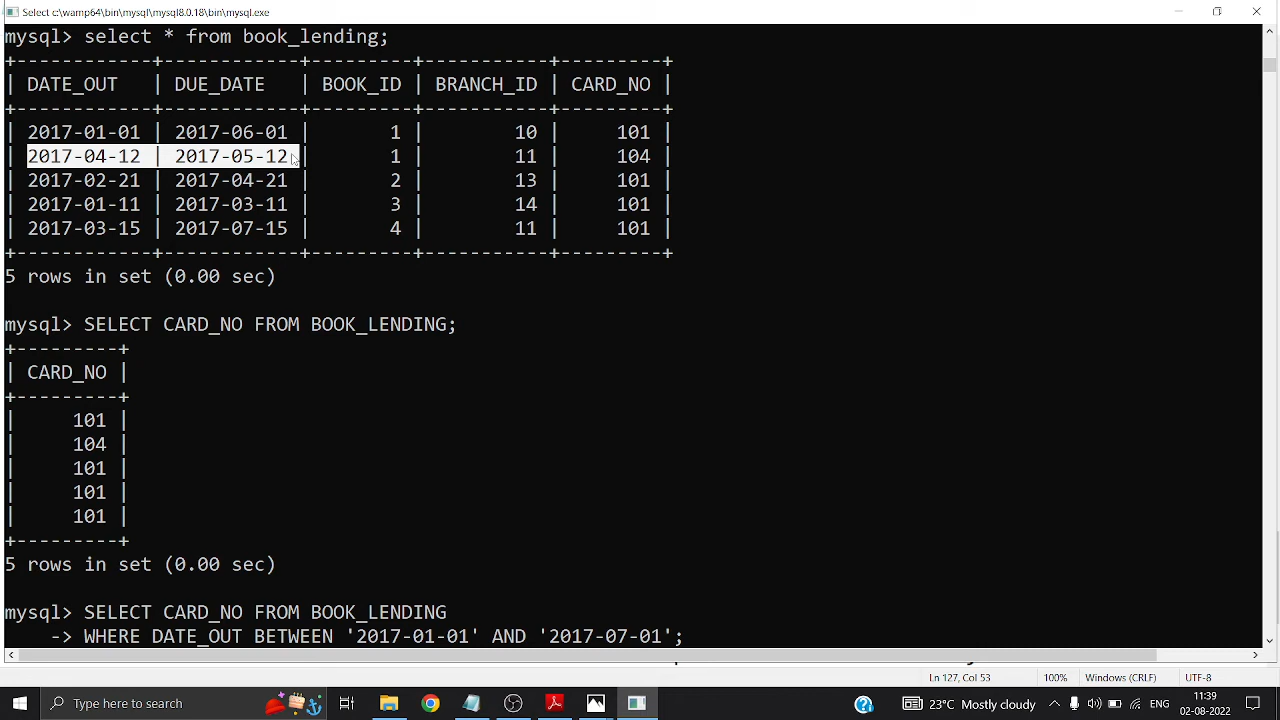 Select c:\wamp64\bin\mysql\mysql8.0.18\bin\mysql.exe
mysql> select * from book_lending;
+------------+------------+---------+-----------+---------+
| DATE_OUT   | DUE_DATE   | BOOK_ID | BRANCH_ID | CARD_NO |
+------------+------------+---------+-----------+---------+
| 2017-01-01 | 2017-06-01 |       1 |        10 |     101 |
| 2017-04-12 | 2017-05-12 |       1 |        11 |     104 |
| 2017-02-21 | 2017-04-21 |       2 |        13 |     101 |
| 2017-01-11 | 2017-03-11 |       3 |        14 |     101 |
| 2017-03-15 | 2017-07-15 |       4 |        11 |     101 |
+------------+------------+---------+-----------+---------+
5 rows in set (0.00 sec)
mysql> SELECT CARD_NO FROM BOOK_LENDING;
+---------+
| CARD_NO |
+---------+
|     101 |
|     104 |
|     101 |
|     101 |
|     101 |
+---------+
5 rows in set (0.00 sec)
mysql> SELECT CARD_NO FROM BOOK_LENDING
    -> WHERE DATE_OUT BETWEEN '2017-01-01' AND '2017-07-01';
Ln 127, Col 53 100% Windows (CRLF) UTF-8
Type here to search 23°C Mostly cloudy ENG 11:39
02-08-2022